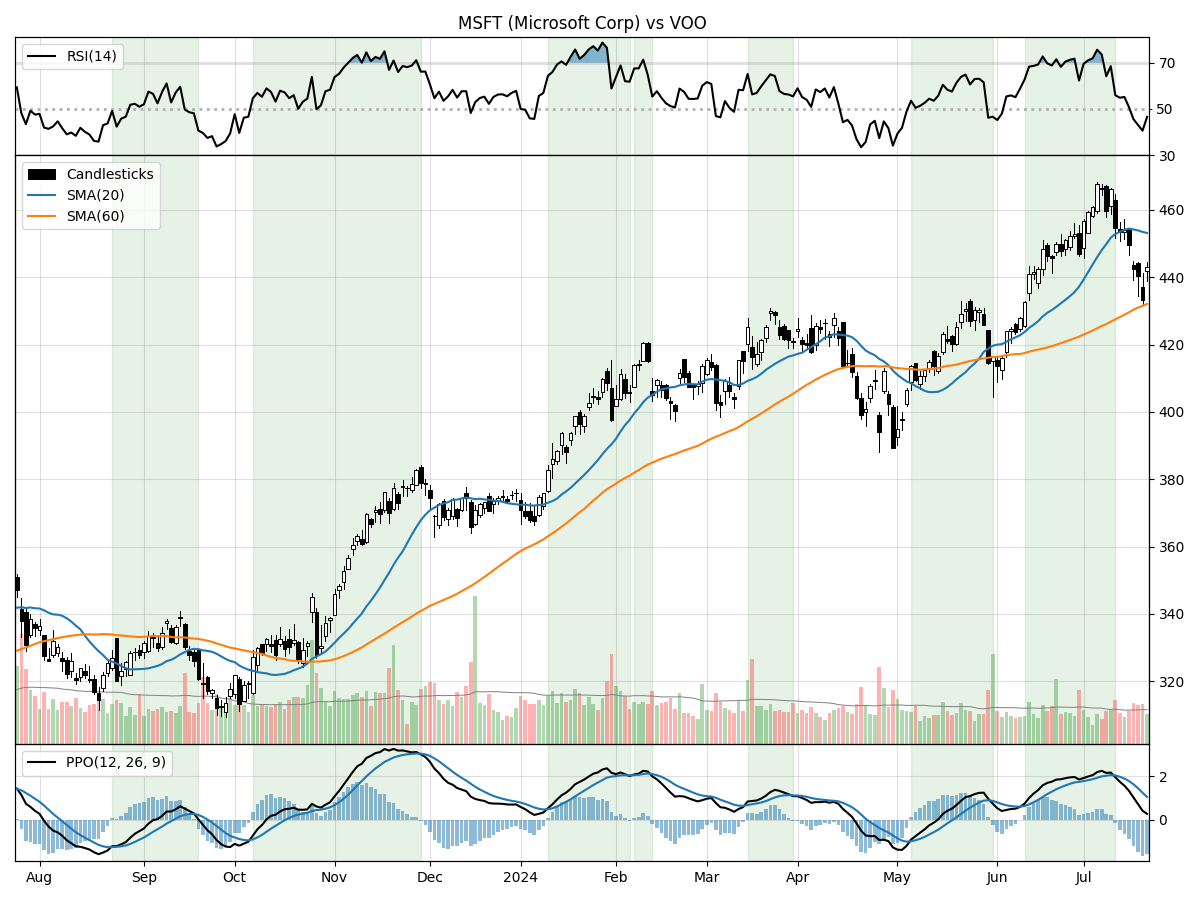 MSFT (Microsoft Corp) vs VOO
RSI(14)
70
50
30
Candlesticks
SMA(20)
SMA(60)
460
440
420
400
380
360
340
320
PPO(12, 26, 9)
2
0
Aug Sep Oct Nov Dec 2024 Feb Mar Apr May Jun Jul